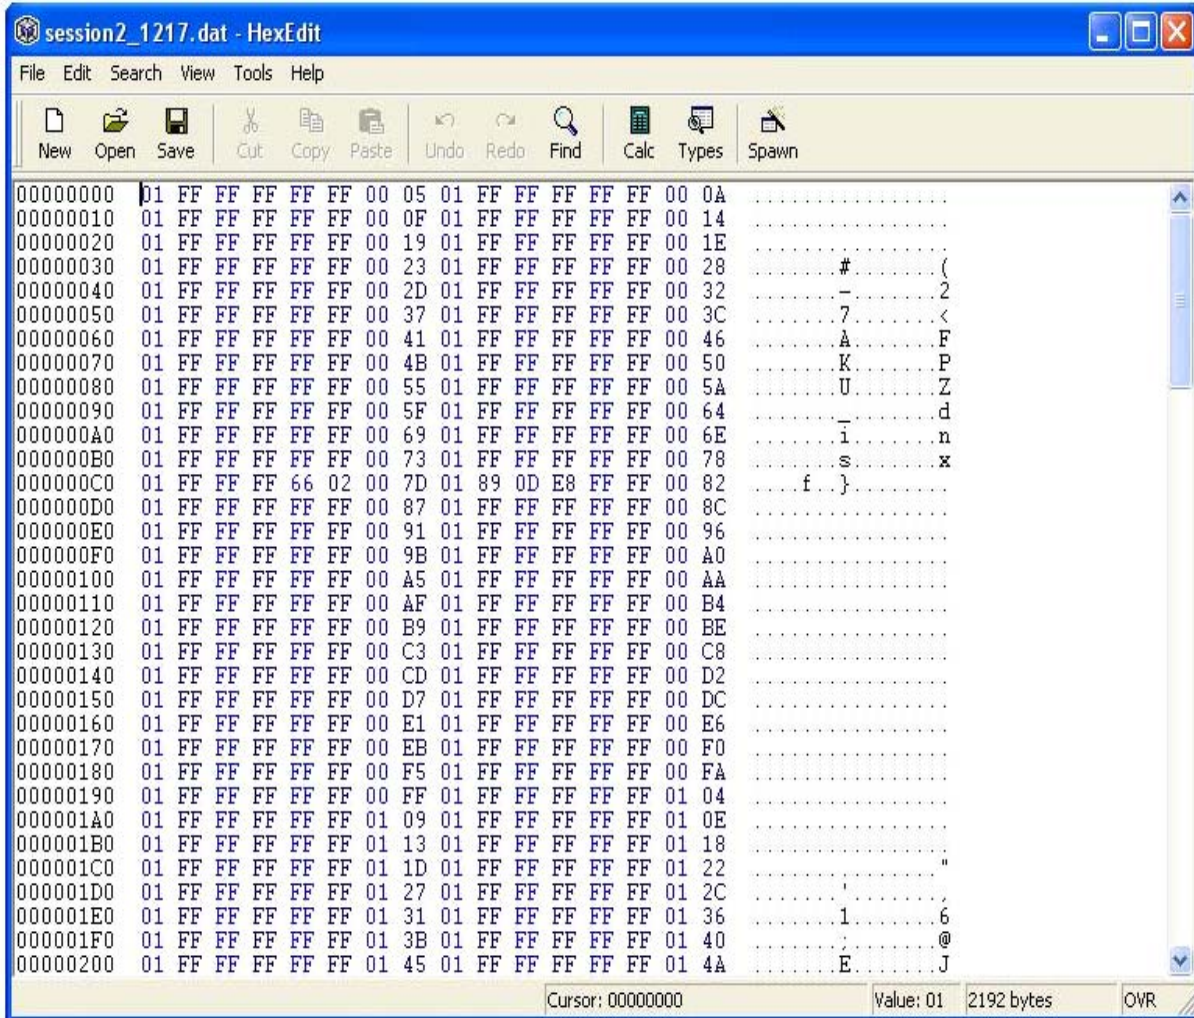 session2_1217.dat - HexEdit
File Edit Search View Tools Help
New Open Save Cut Copy Paste Undo Redo Find Calc Types Spawn
00000000 01 FF FF FF FF FF 00 05 01 FF FF FF FF FF 00 0A ................
00000010 01 FF FF FF FF FF 00 0F 01 FF FF FF FF FF 00 14 ................
00000020 01 FF FF FF FF FF 00 19 01 FF FF FF FF FF 00 1E ................
00000030 01 FF FF FF FF FF 00 23 01 FF FF FF FF FF 00 28 .......#.......(
00000040 01 FF FF FF FF FF 00 2D 01 FF FF FF FF FF 00 32 .......-.......2
00000050 01 FF FF FF FF FF 00 37 01 FF FF FF FF FF 00 3C .......7.......<
00000060 01 FF FF FF FF FF 00 41 01 FF FF FF FF FF 00 46 .......A.......F
00000070 01 FF FF FF FF FF 00 4B 01 FF FF FF FF FF 00 50 .......K.......P
00000080 01 FF FF FF FF FF 00 55 01 FF FF FF FF FF 00 5A .......U.......Z
00000090 01 FF FF FF FF FF 00 5F 01 FF FF FF FF FF 00 64 ......._.......d
000000A0 01 FF FF FF FF FF 00 69 01 FF FF FF FF FF 00 6E .......i.......n
000000B0 01 FF FF FF FF FF 00 73 01 FF FF FF FF FF 00 78 .......s.......x
000000C0 01 FF FF FF 66 02 00 7D 01 89 0D E8 FF FF 00 82 ....f..}........
000000D0 01 FF FF FF FF FF 00 87 01 FF FF FF FF FF 00 8C ................
000000E0 01 FF FF FF FF FF 00 91 01 FF FF FF FF FF 00 96 ................
000000F0 01 FF FF FF FF FF 00 9B 01 FF FF FF FF FF 00 A0 ................
00000100 01 FF FF FF FF FF 00 A5 01 FF FF FF FF FF 00 AA ................
00000110 01 FF FF FF FF FF 00 AF 01 FF FF FF FF FF 00 B4 ................
00000120 01 FF FF FF FF FF 00 B9 01 FF FF FF FF FF 00 BE ................
00000130 01 FF FF FF FF FF 00 C3 01 FF FF FF FF FF 00 C8 ................
00000140 01 FF FF FF FF FF 00 CD 01 FF FF FF FF FF 00 D2 ................
00000150 01 FF FF FF FF FF 00 D7 01 FF FF FF FF FF 00 DC ................
00000160 01 FF FF FF FF FF 00 E1 01 FF FF FF FF FF 00 E6 ................
00000170 01 FF FF FF FF FF 00 EB 01 FF FF FF FF FF 00 F0 ................
00000180 01 FF FF FF FF FF 00 F5 01 FF FF FF FF FF 00 FA ................
00000190 01 FF FF FF FF FF 00 FF 01 FF FF FF FF FF 01 04 ................
000001A0 01 FF FF FF FF FF 01 09 01 FF FF FF FF FF 01 0E ................
000001B0 01 FF FF FF FF FF 01 13 01 FF FF FF FF FF 01 18 ................
000001C0 01 FF FF FF FF FF 01 1D 01 FF FF FF FF FF 01 22 ..............."
000001D0 01 FF FF FF FF FF 01 27 01 FF FF FF FF FF 01 2C .......'.......,
000001E0 01 FF FF FF FF FF 01 31 01 FF FF FF FF FF 01 36 .......1.......6
000001F0 01 FF FF FF FF FF 01 3B 01 FF FF FF FF FF 01 40 .......;.......@
00000200 01 FF FF FF FF FF 01 45 01 FF FF FF FF FF 01 4A .......E.......J
Cursor: 00000000 Value: 01 2192 bytes OVR